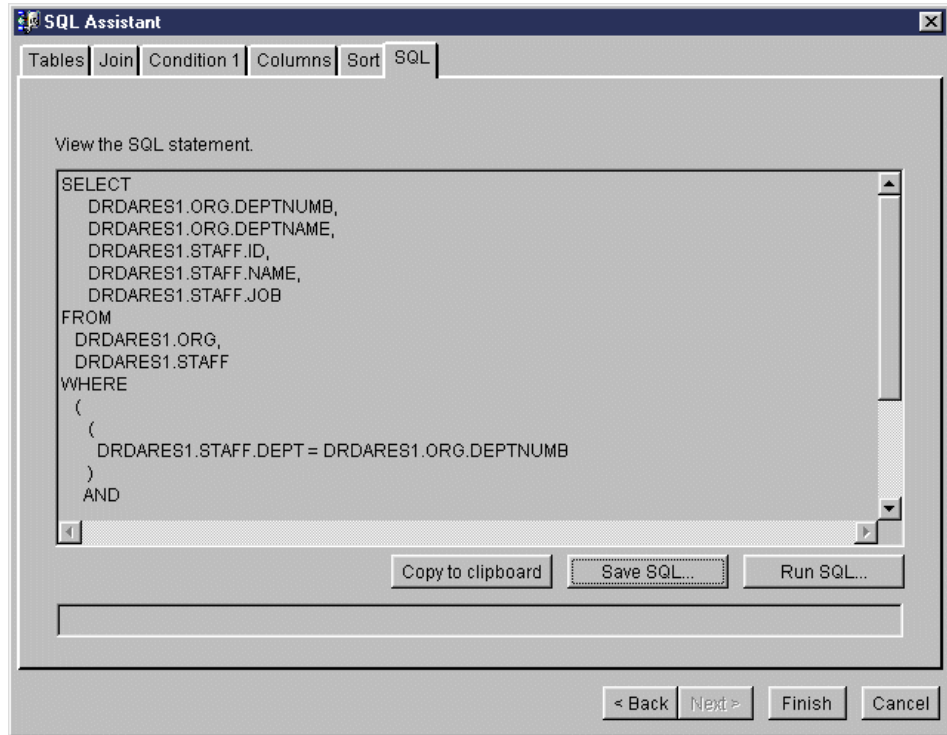 SQL Assistant
Tables Join Condition 1 Columns Sort SQL
View the SQL statement.
SELECT
DRDARES1.ORG.DEPTNUMB,
DRDARES1.ORG.DEPTNAME,
DRDARES1.STAFF.ID,
DRDARES1.STAFF.NAME,
DRDARES1.STAFF.JOB
FROM
DRDARES1.ORG,
DRDARES1.STAFF
WHERE
(
(
DRDARES1.STAFF.DEPT = DRDARES1.ORG.DEPTNUMB
)
AND
Copy to clipboard Save SQL... Run SQL...
< Back Next > Finish Cancel